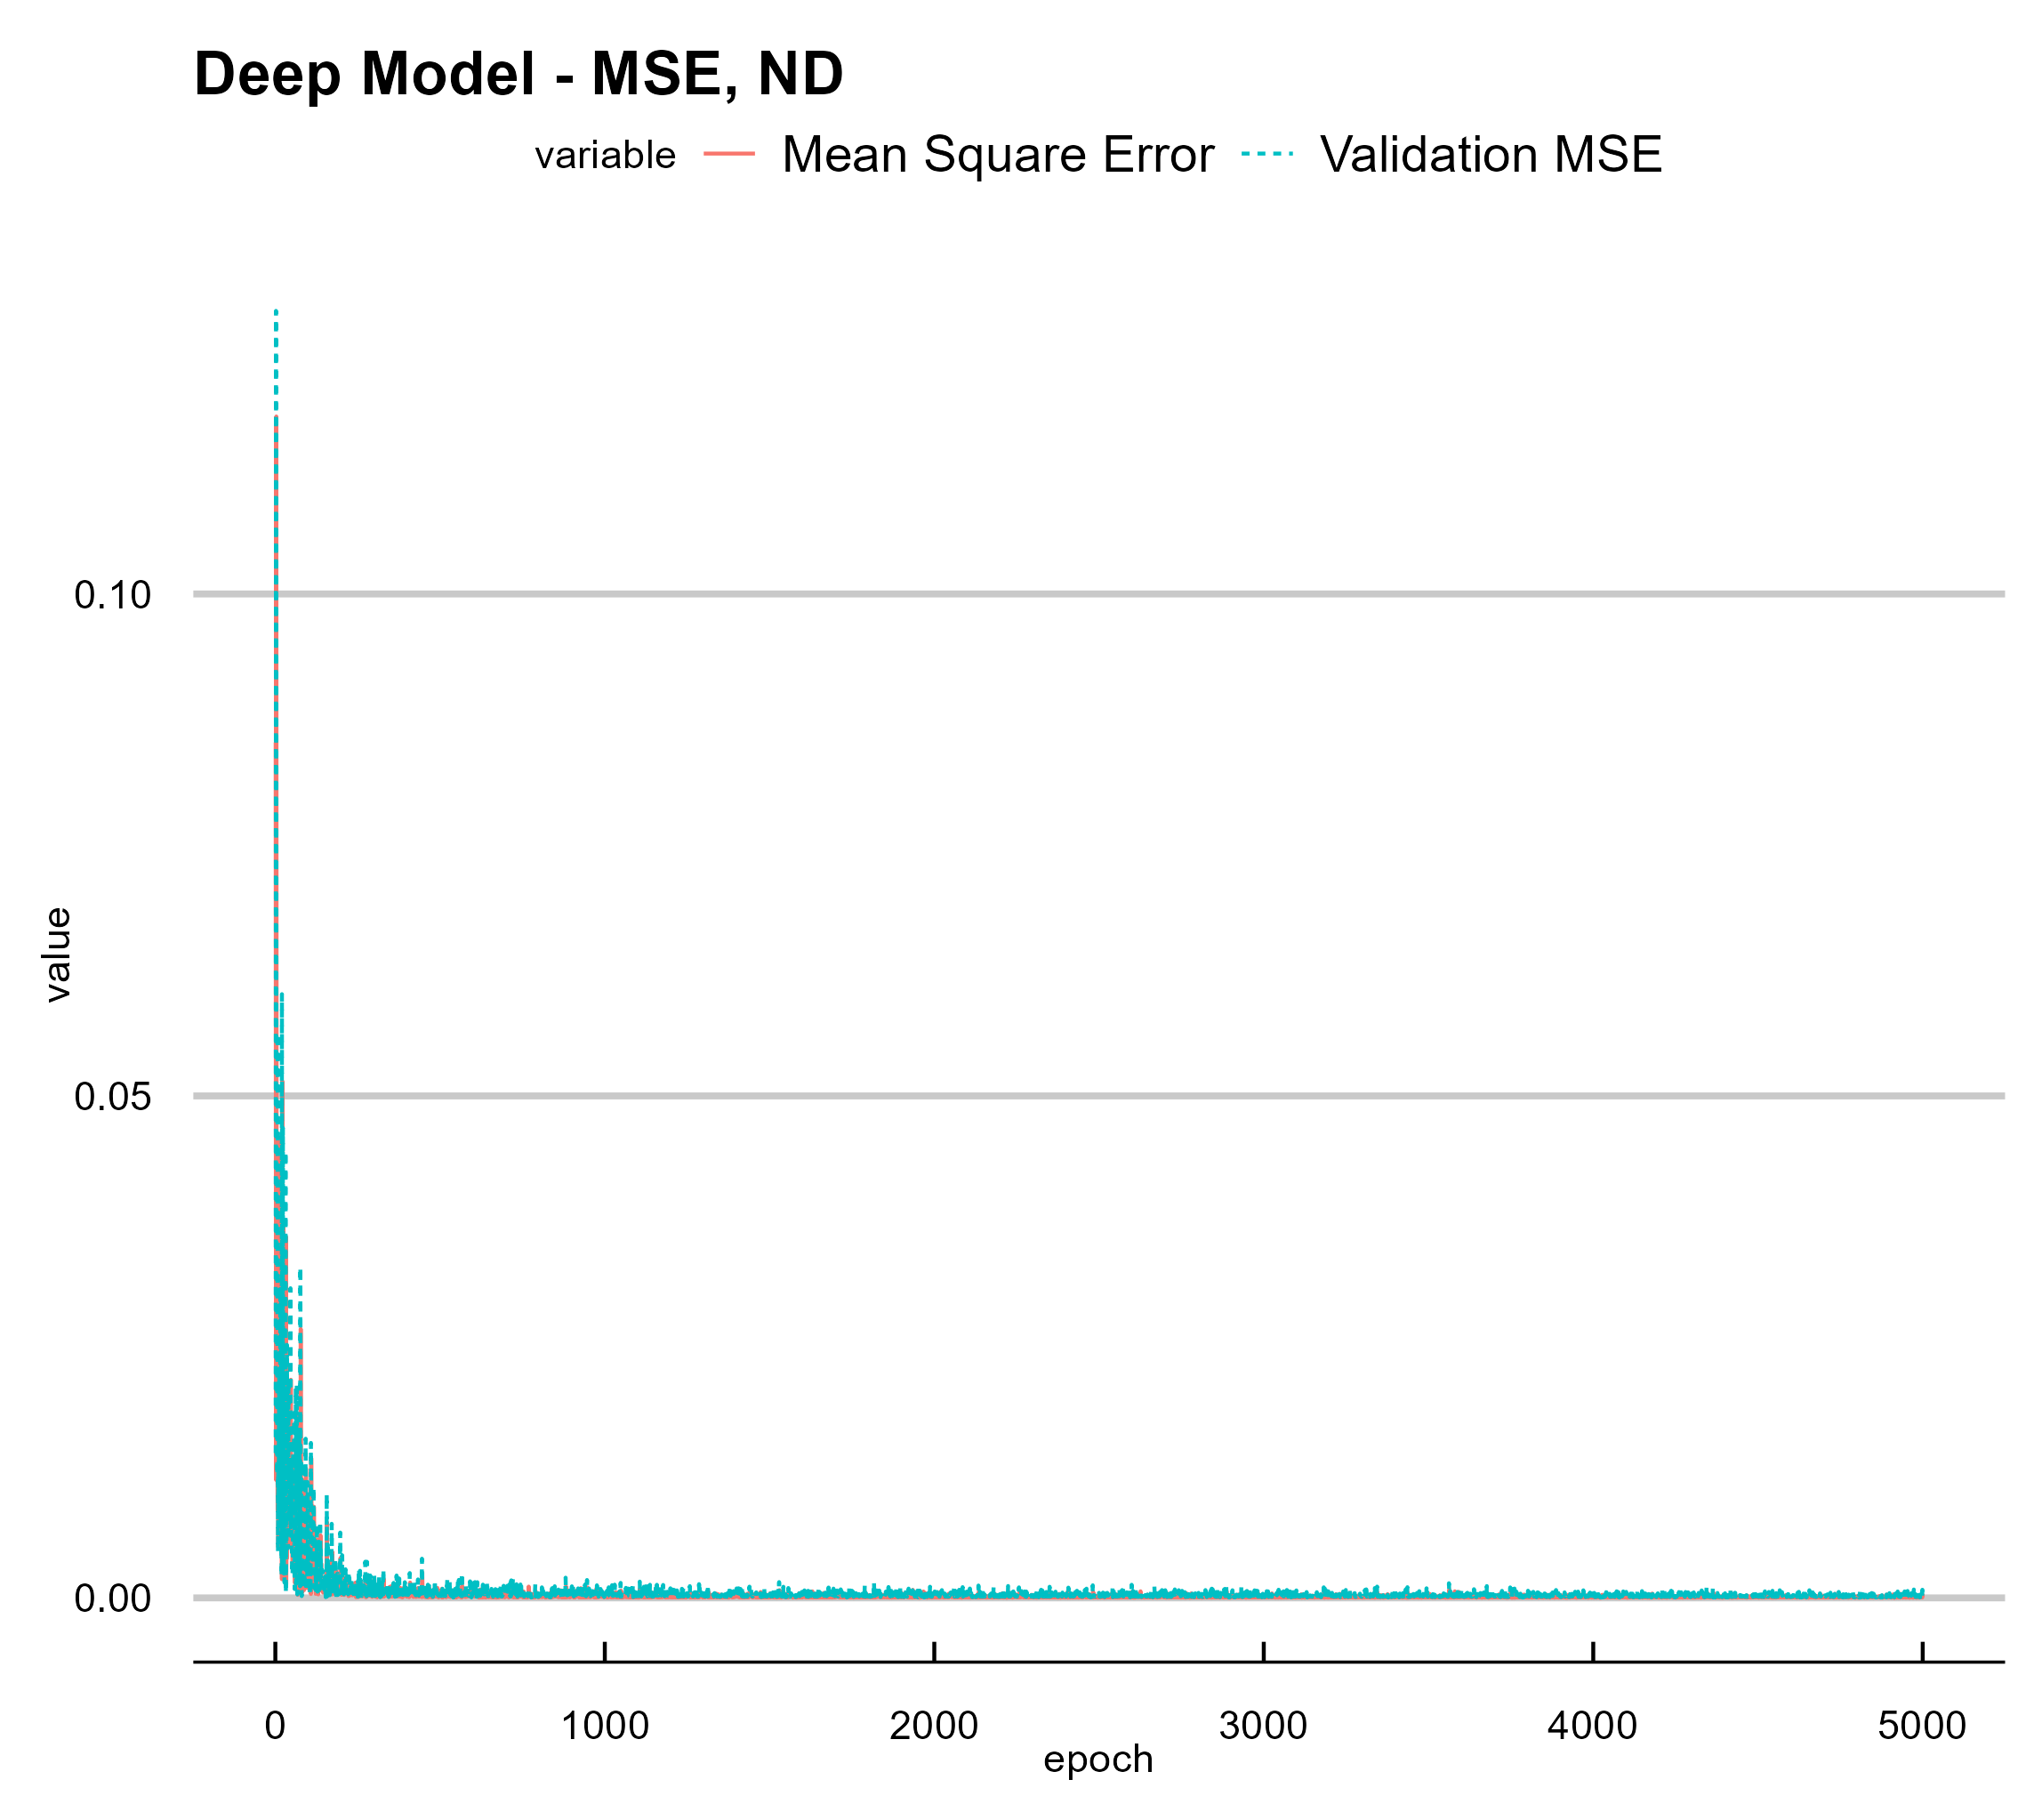 Deep Model - MSE, ND
variable Mean Square Error Validation MSE
0.10
0.05
0.00
value
0 1000 2000 3000 4000 5000
epoch